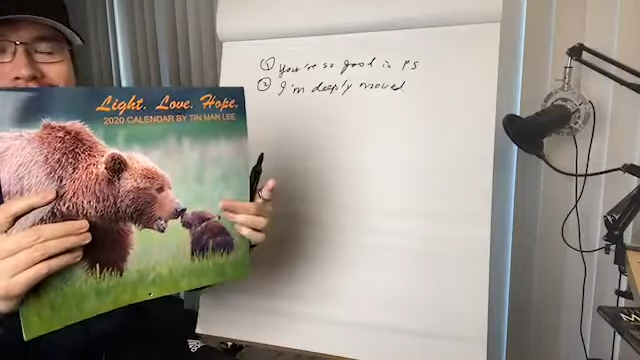 Light. Love. Hope.
2020 CALENDAR BY TIN MAN LEE
① you're so good in PS
② I'm deeply moved